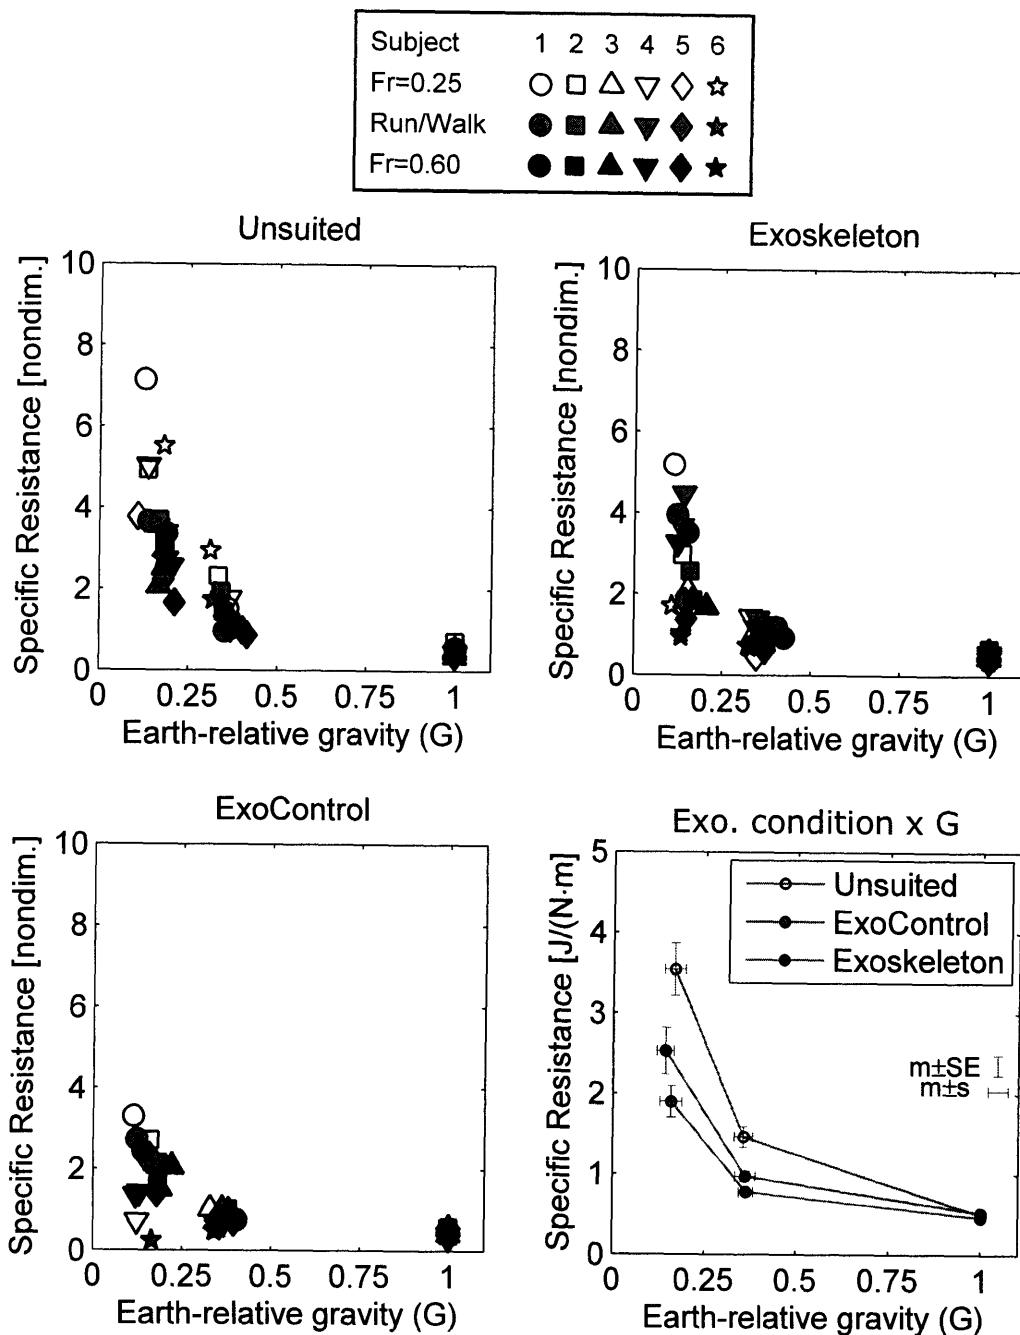 Subject 1 2 3 4 5 6
Fr=0.25
Run/Walk
Fr=0.60
Unsuited
Specific Resistance [nondim.]
10
8
6
4
2
0
0 0.25 0.5 0.75 1
Earth-relative gravity (G)
Exoskeleton
Specific Resistance [nondim.]
10
8
6
4
2
0
0 0.25 0.5 0.75 1
Earth-relative gravity (G)
ExoControl
Specific Resistance [nondim.]
10
8
6
4
2
0
0 0.25 0.5 0.75 1
Earth-relative gravity (G)
Exo. condition x G
Specific Resistance [J/(N·m]
5
4
3
2
1
0
Unsuited
ExoControl
Exoskeleton
m±SE
m±s
0 0.25 0.5 0.75 1
Earth-relative gravity (G)